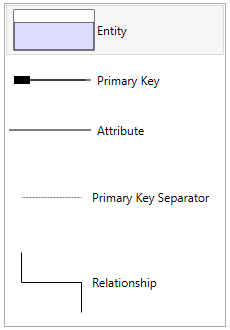 Entity
Primary Key
Attribute
Primary Key Separator
Relationship